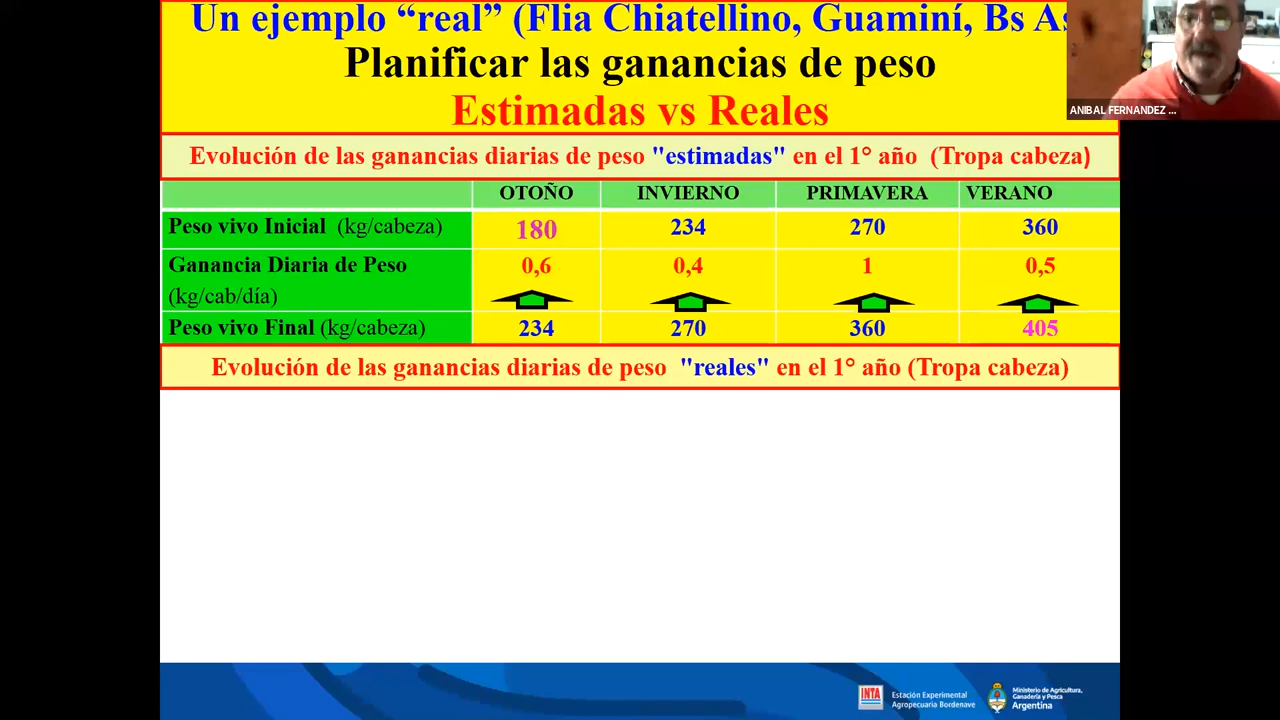 Un ejemplo “real” (Flia Chiatellino, Guaminí, Bs As
Planificar las ganancias de peso
Estimadas vs Reales
ANIBAL FERNANDEZ ...
Evolución de las ganancias diarias de peso "estimadas" en el 1° año (Tropa cabeza)
OTOÑO INVIERNO PRIMAVERA VERANO
Peso vivo Inicial (kg/cabeza) 180 234 270 360
Ganancia Diaria de Peso 0,6 0,4 1 0,5
(kg/cab/día)
Peso vivo Final (kg/cabeza) 234 270 360 405
Evolución de las ganancias diarias de peso "reales" en el 1° año (Tropa cabeza)
INTA
Estación Experimental
Agropecuaria Bordenave
Ministerio de Agricultura,
Ganadería y Pesca
Argentina